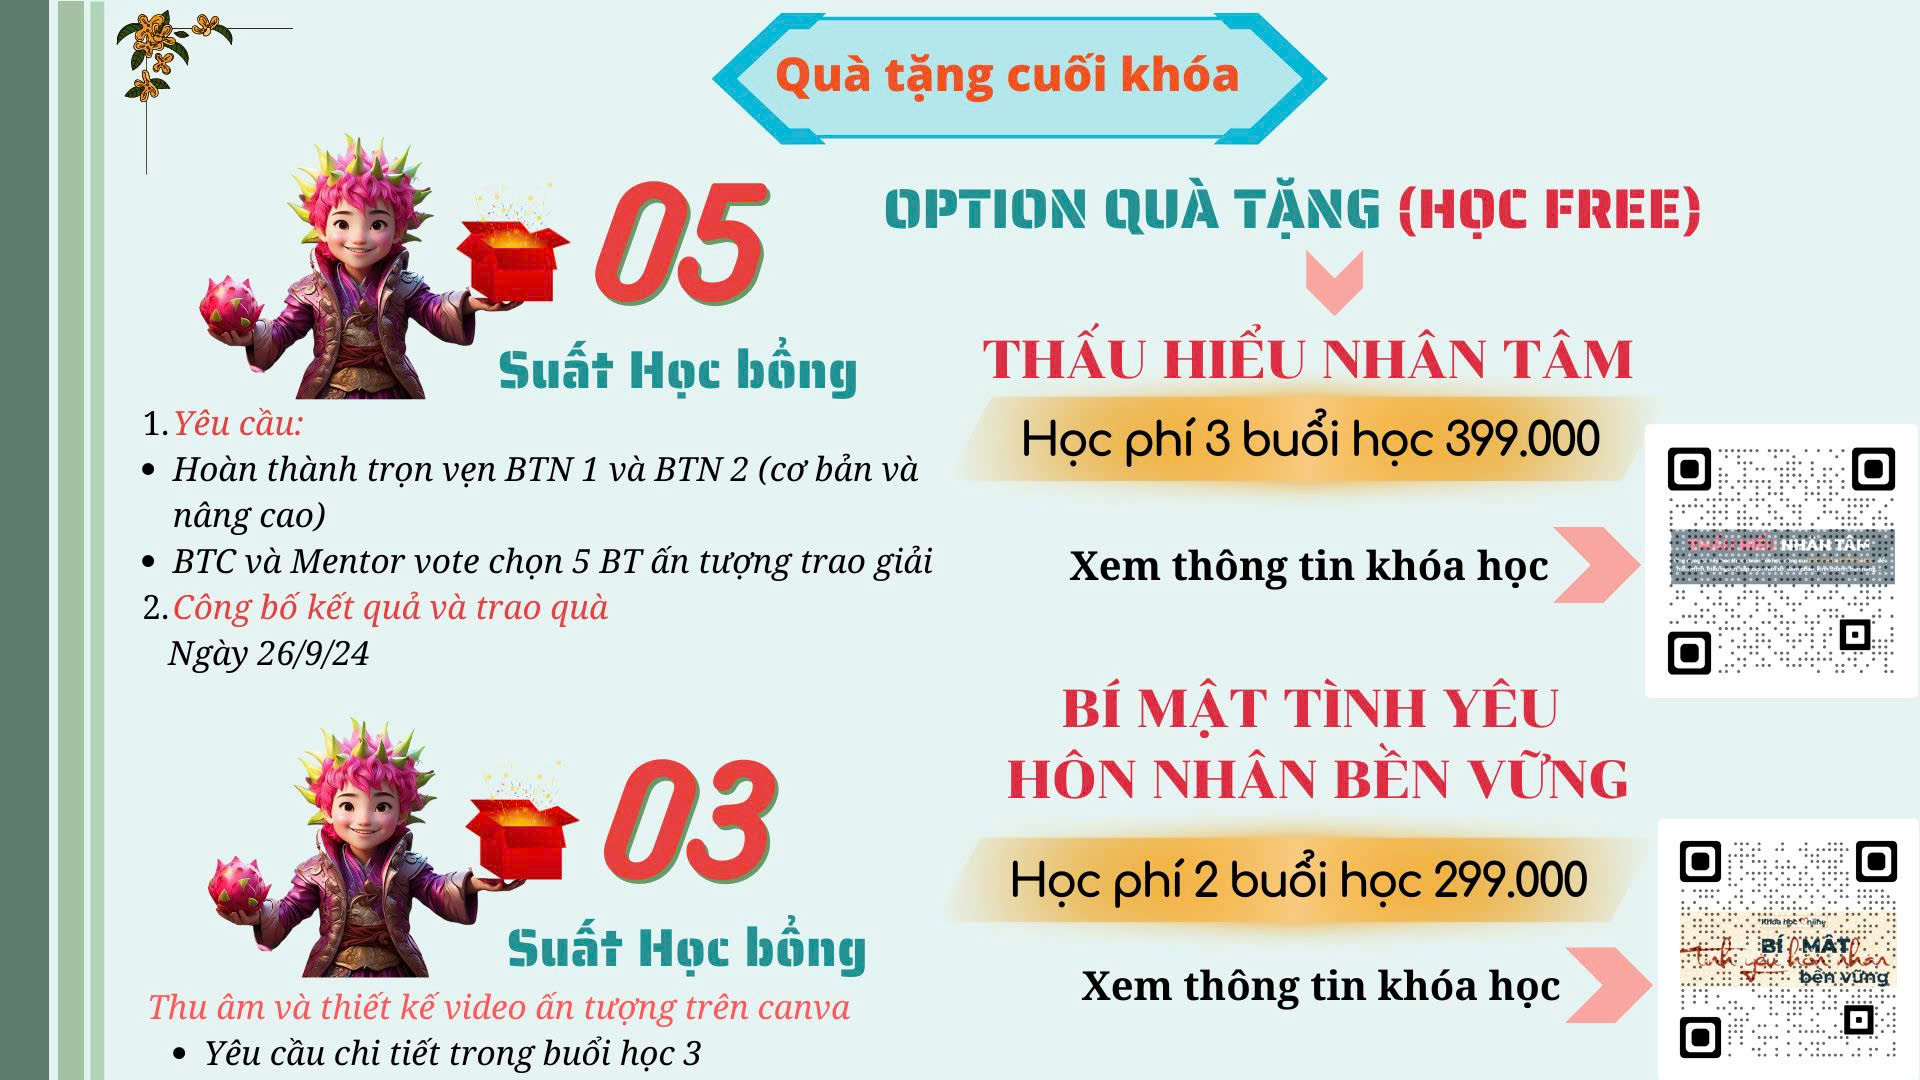 Quà tặng cuối khóa
05
Suất Học bổng
1. Yêu cầu:
• Hoàn thành trọn vẹn BTN 1 và BTN 2 (cơ bản và
nâng cao)
• BTC và Mentor vote chọn 5 BT ấn tượng trao giải
2. Công bố kết quả và trao quà
Ngày 26/9/24
03
Suất Học bổng
Thu âm và thiết kế video ấn tượng trên canva
• Yêu cầu chi tiết trong buổi học 3
OPTION QUÀ TẶNG (HỌC FREE)
THẤU HIỂU NHÂN TÂM
Học phí 3 buổi học 399.000
Xem thông tin khóa học
THẤU HIỂU NHÂN TÂM
BÍ MẬT TÌNH YÊU
HÔN NHÂN BỀN VỮNG
Học phí 2 buổi học 299.000
Xem thông tin khóa học
Khóa học
BÍ MẬT
tình yêu hôn nhân
bền vững